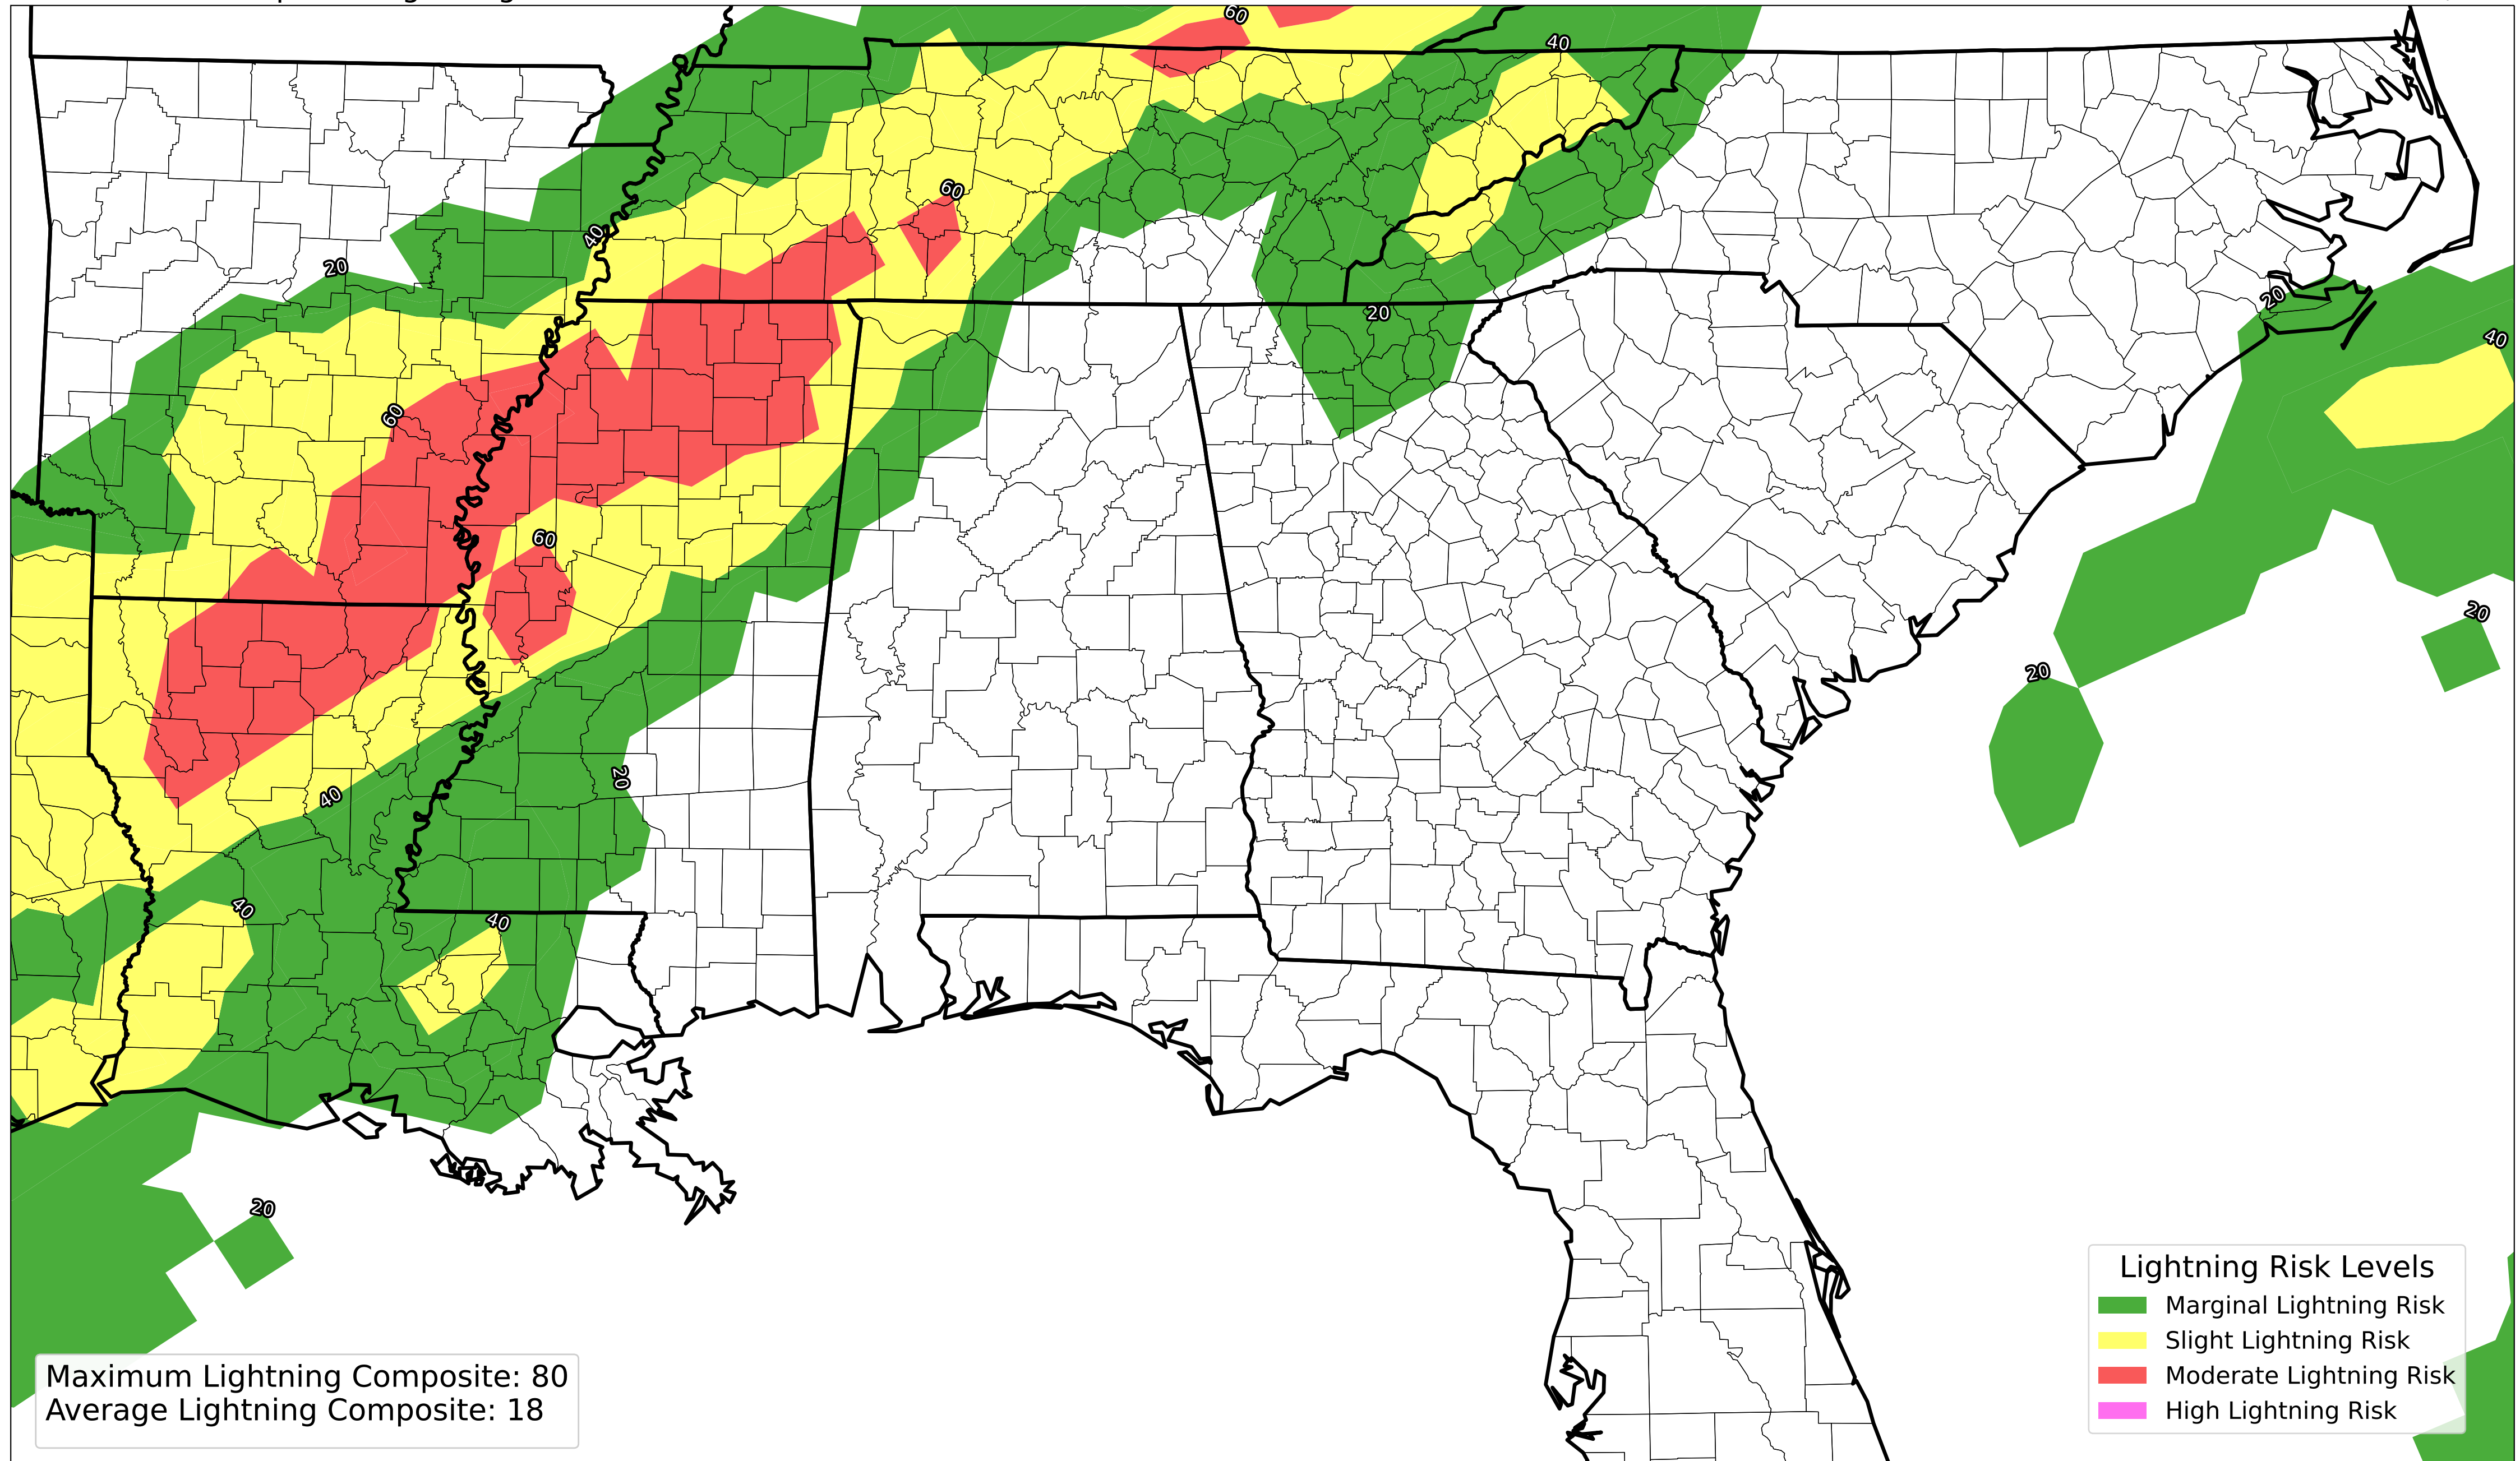 60
40
60
40
20
20
20
40
60
60
20
20
20
40
40
40
20
Lightning Risk Levels
Marginal Lightning Risk
Slight Lightning Risk
Moderate Lightning Risk
High Lightning Risk
Maximum Lightning Composite: 80
Average Lightning Composite: 18